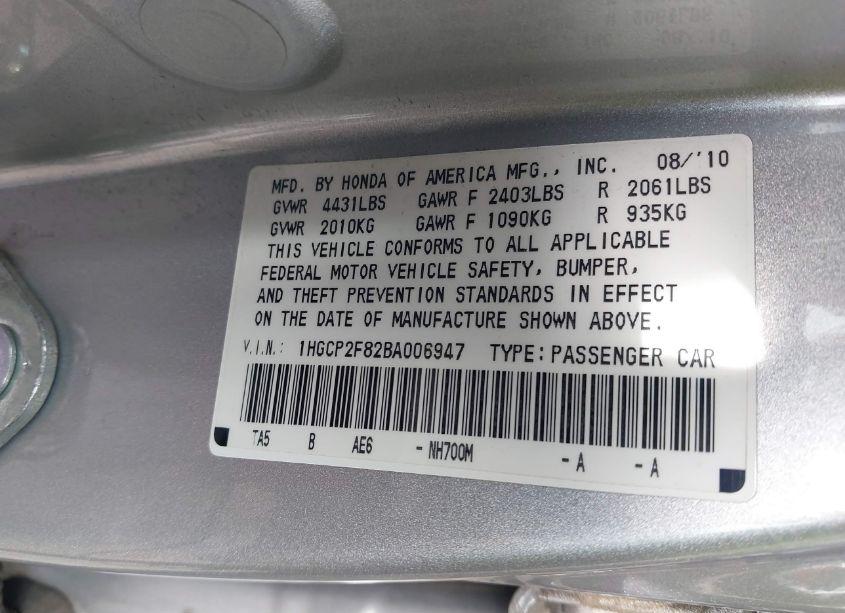 MFD. BY HONDA OF AMERICA MFG., INC. 08/'10
GVWR 4431LBS GAWR F 2403LBS R 2061LBS
GVWR 2010KG GAWR F 1090KG R 935KG
THIS VEHICLE CONFORMS TO ALL APPLICABLE
FEDERAL MOTOR VEHICLE SAFETY, BUMPER,
AND THEFT PREVENTION STANDARDS IN EFFECT
ON THE DATE OF MANUFACTURE SHOWN ABOVE.
V.I.N.: 1HGCP2F82BA006947 TYPE: PASSENGER CAR
TA5 B AE6 - NH700M - A - A